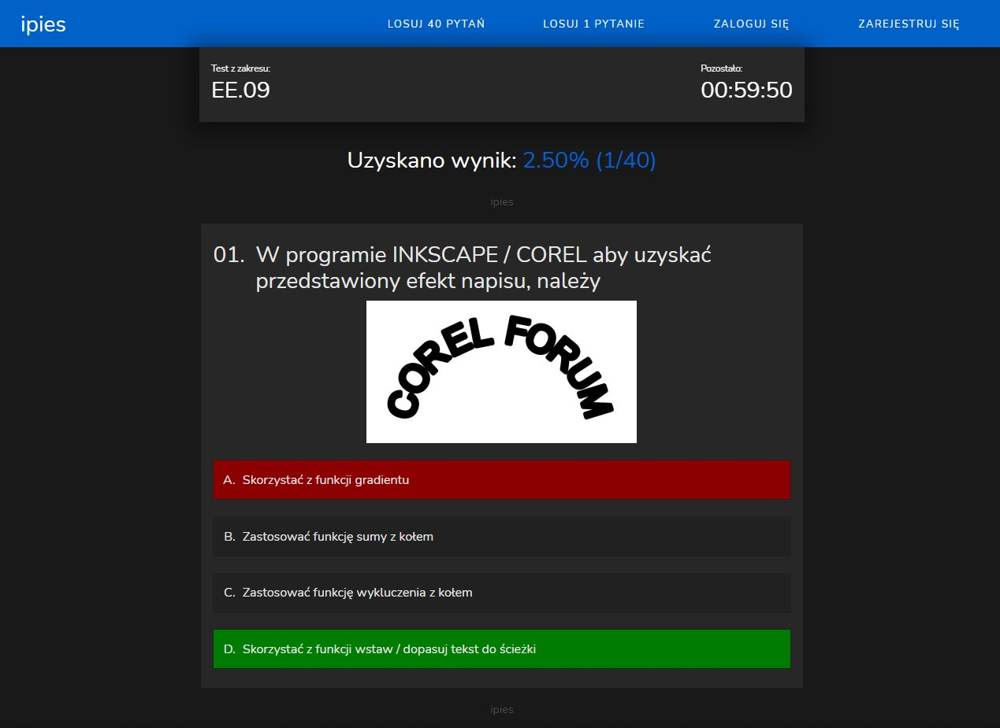 ipies
LOSUJ 40 PYTAŃ
LOSUJ 1 PYTANIE
ZALOGUJ SIĘ
ZAREJESTRUJ SIĘ
Test z zakresu:
EE.09
Pozostało:
00:59:50
Uzyskano wynik: 2.50% (1/40)
ipies
01. W programie INKSCAPE / COREL aby uzyskać
przedstawiony efekt napisu, należy
COREL FORUM
A. Skorzystać z funkcji gradientu
B. Zastosować funkcję sumy z kołem
C. Zastosować funkcję wykluczenia z kołem
D. Skorzystać z funkcji wstaw / dopasuj tekst do ścieżki
ipies